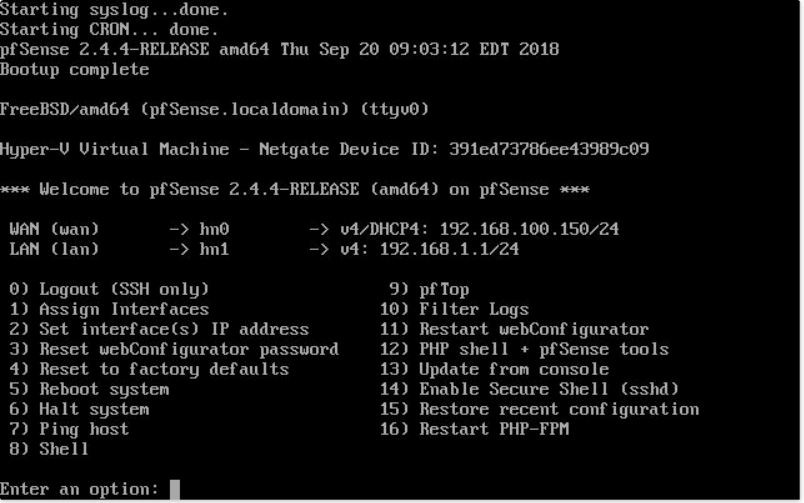 Starting syslog...done.
Starting CRON... done.
pfSense 2.4.4-RELEASE amd64 Thu Sep 20 09:03:12 EDT 2018
Bootup complete
FreeBSD/amd64 (pfSense.localdomain) (ttyv0)
Hyper-V Virtual Machine - Netgate Device ID: 391ed73786ee43989c09
*** Welcome to pfSense 2.4.4-RELEASE (amd64) on pfSense ***
WAN (wan) -> hn0 -> v4/DHCP4: 192.168.100.150/24
LAN (lan) -> hn1 -> v4: 192.168.1.1/24
0) Logout (SSH only) 9) pfTop
1) Assign Interfaces 10) Filter Logs
2) Set interface(s) IP address 11) Restart webConfigurator
3) Reset webConfigurator password 12) PHP shell + pfSense tools
4) Reset to factory defaults 13) Update from console
5) Reboot system 14) Enable Secure Shell (sshd)
6) Halt system 15) Restore recent configuration
7) Ping host 16) Restart PHP-FPM
8) Shell
Enter an option: